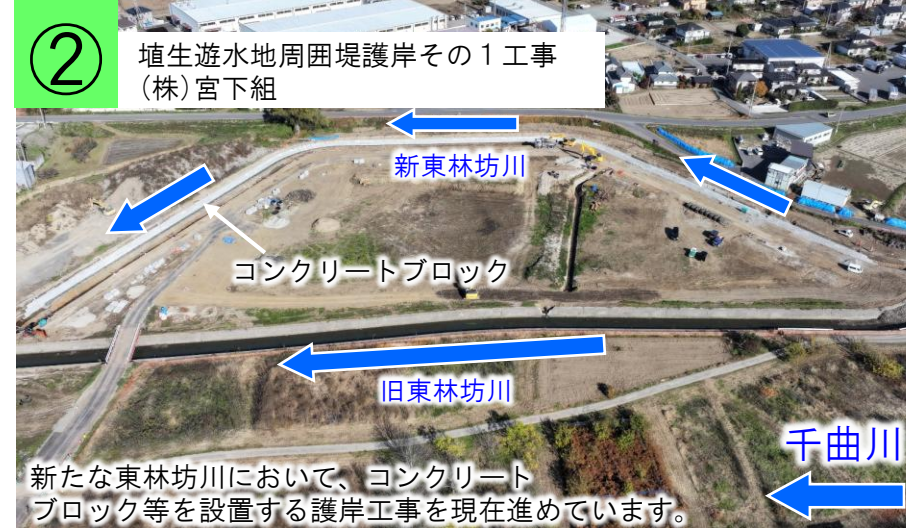 ②
埴生遊水地周囲堤護岸その１工事
(株)宮下組
新東林坊川
コンクリートブロック
旧東林坊川
千曲川
新たな東林坊川において、コンクリート
ブロック等を設置する護岸工事を現在進めています。